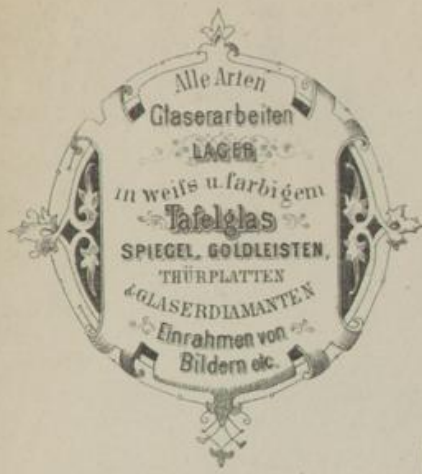 Alle Arten
Glaserarbeiten
LAGER
in weiſs u. farbigem
Tafelglas
SPIEGEL, GOLDLEISTEN,
THÜRPLATTEN
& GLASERDIAMANTEN
Einrahmen von
Bildern etc.